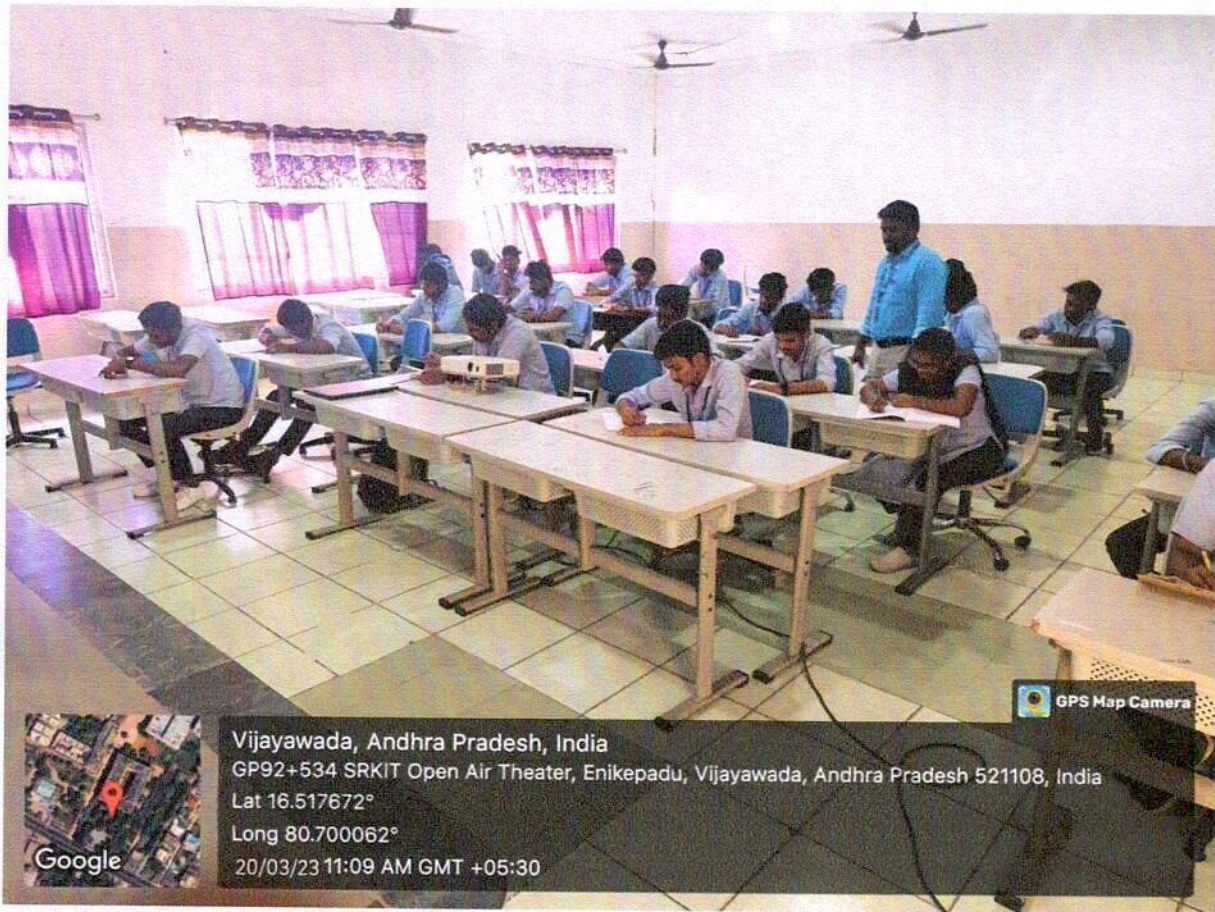 GPS Map Camera
Vijayawada, Andhra Pradesh, India
GP92+534 SRKIT Open Air Theater, Enikepadu, Vijayawada, Andhra Pradesh 521108, India
Lat 16.517672°
Long 80.700062°
20/03/23 11:09 AM GMT +05:30
Google